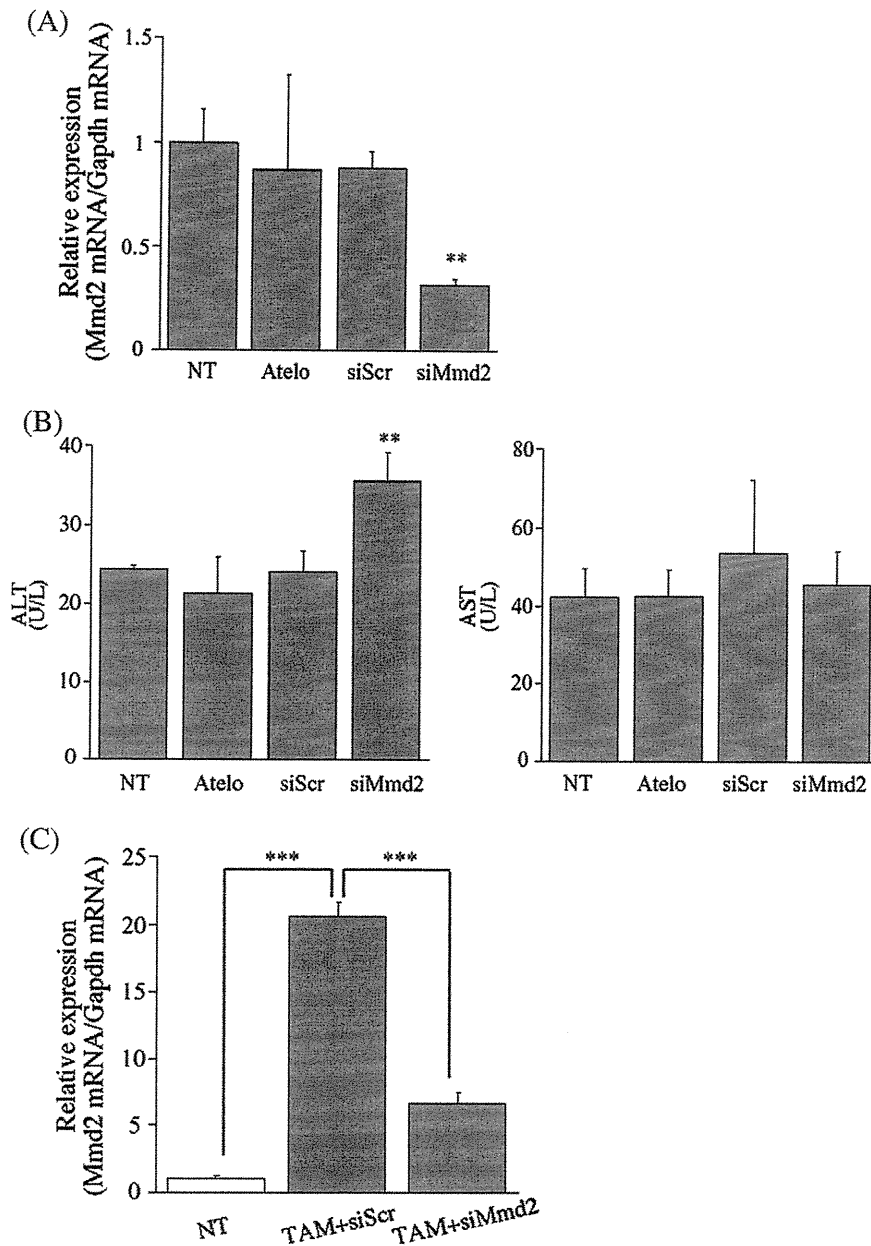 (A)
Relative expression
(Mmd2 mRNA/Gapdh mRNA)
1.5
1
0.5
0
**
NT Atelo siScr siMmd2
(B)
ALT
(U/L)
40
30
20
10
0
**
NT Atelo siScr siMmd2
AST
(U/L)
80
60
40
20
0
NT Atelo siScr siMmd2
(C)
Relative expression
(Mmd2 mRNA/Gapdh mRNA)
25
20
15
10
5
0
*** ***
NT TAM+siScr TAM+siMmd2